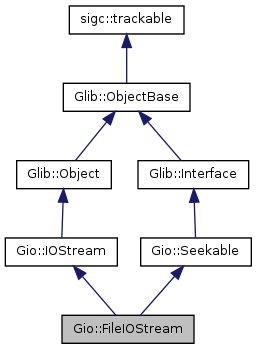 sigc::trackable
Glib::ObjectBase
Glib::Object
Glib::Interface
Gio::IOStream
Gio::Seekable
Gio::FileIOStream